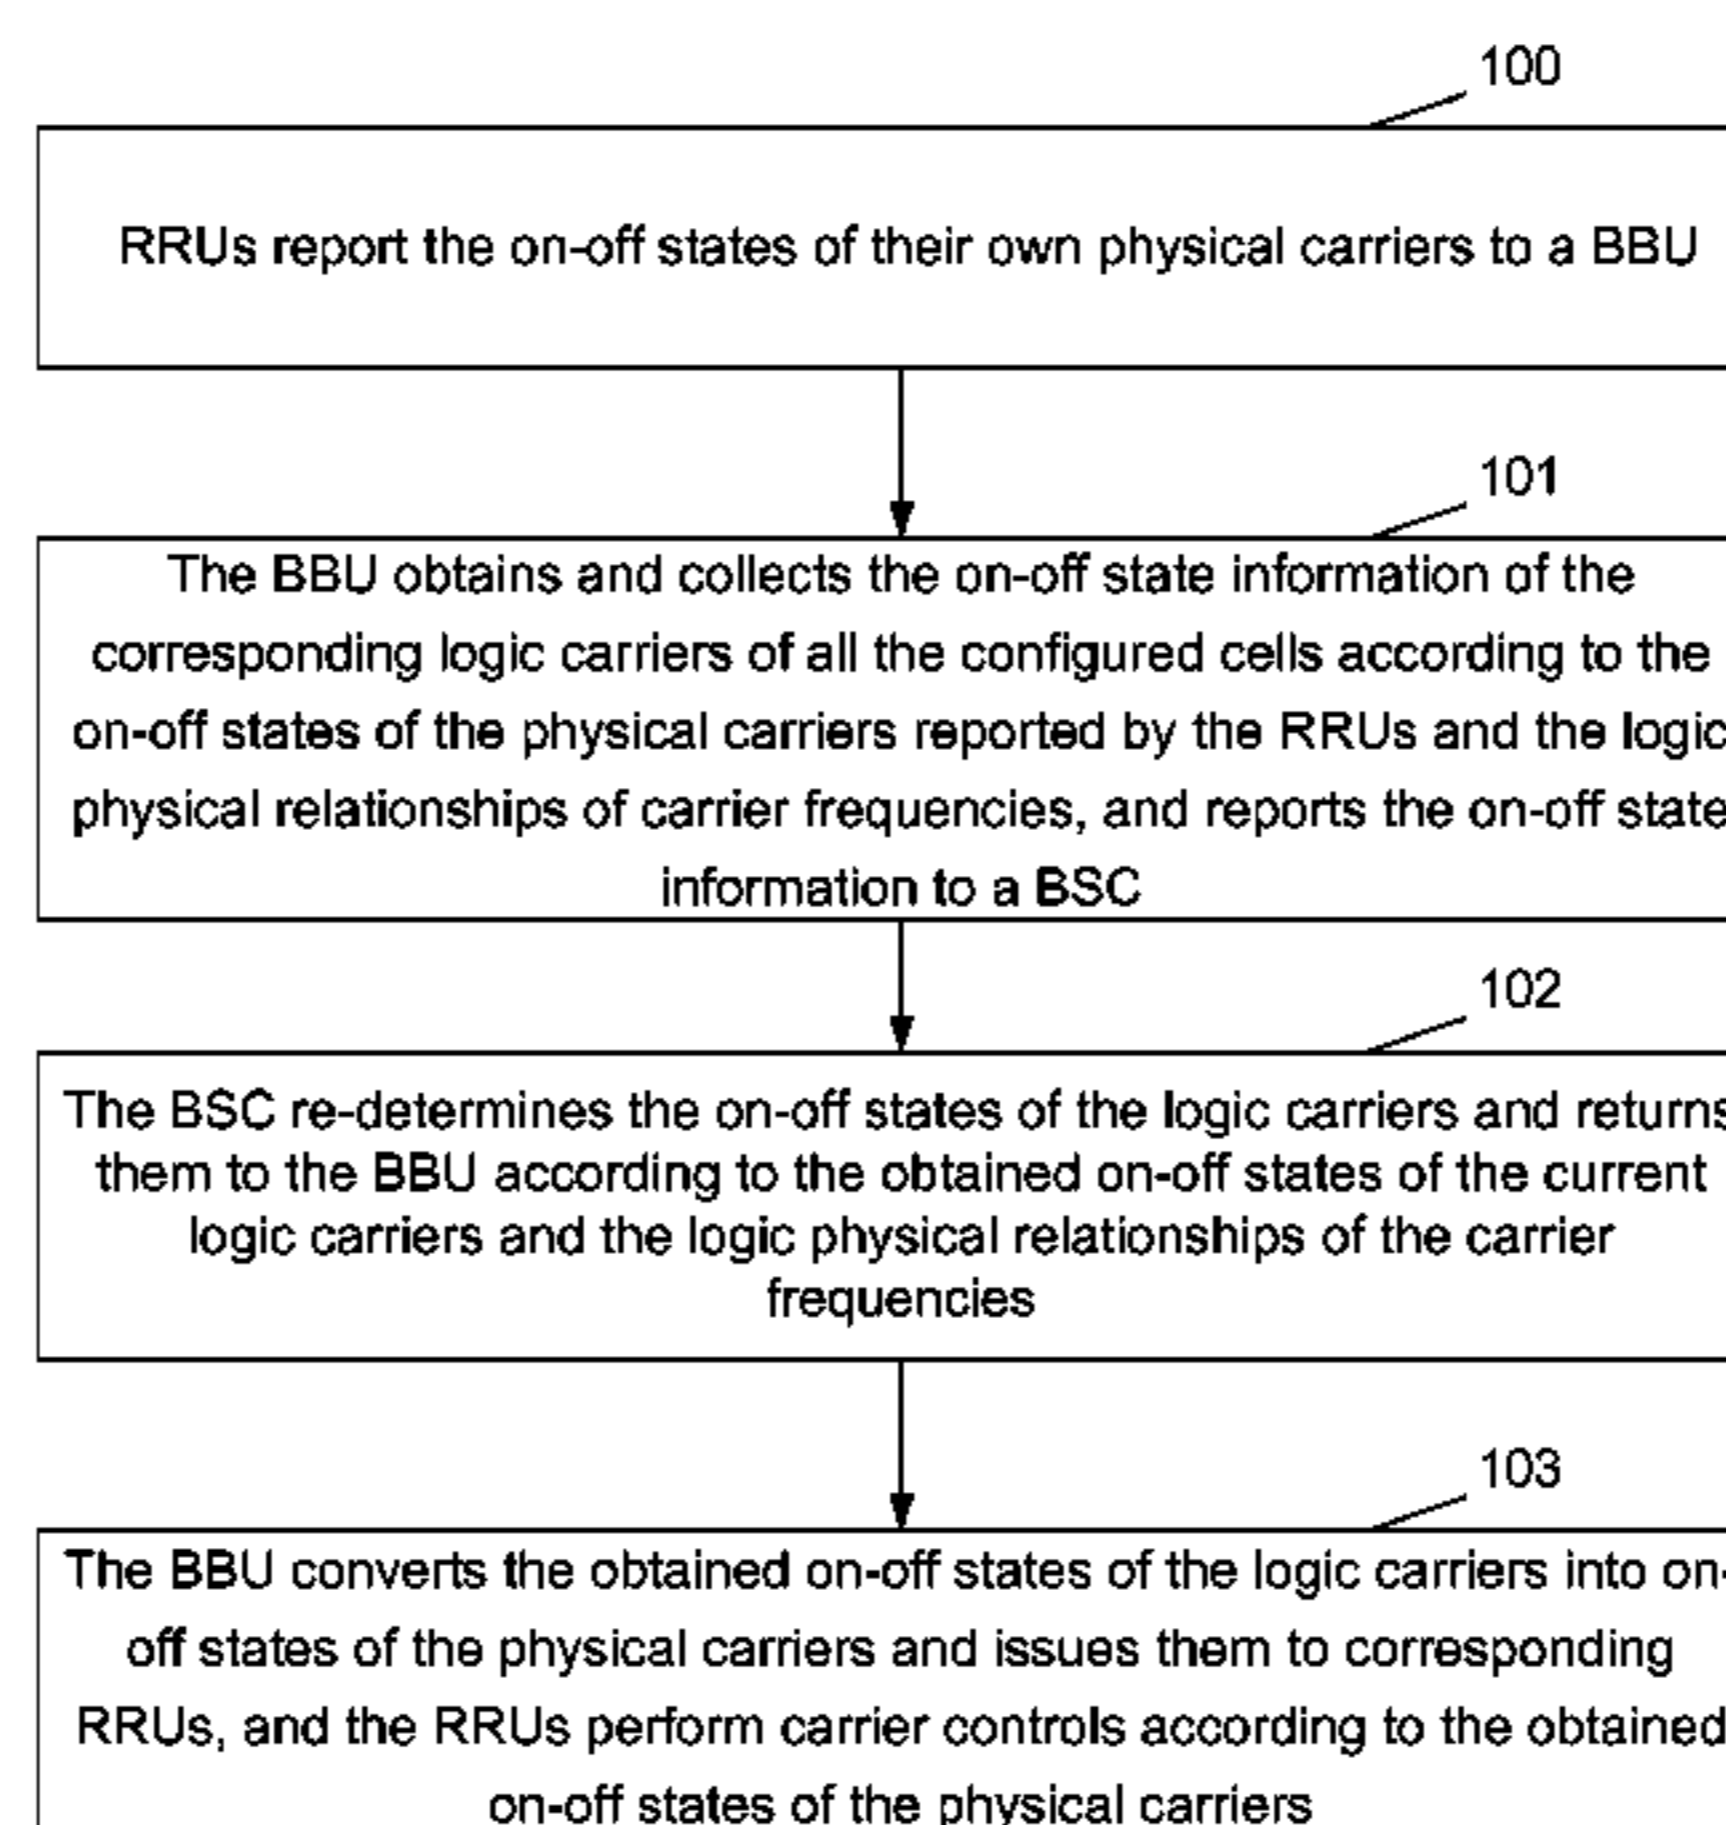 100
RRUs report the on-off states of their own physical carriers to a BBU
101
The BBU obtains and collects the on-off state information of the
corresponding logic carriers of all the configured cells according to the
on-off states of the physical carriers reported by the RRUs and the logic
physical relationships of carrier frequencies, and reports the on-off state
information to a BSC
102
The BSC re-determines the on-off states of the logic carriers and returns
them to the BBU according to the obtained on-off states of the current
logic carriers and the logic physical relationships of the carrier
frequencies
103
The BBU converts the obtained on-off states of the logic carriers into on-
off states of the physical carriers and issues them to corresponding
RRUs, and the RRUs perform carrier controls according to the obtained
on-off states of the physical carriers